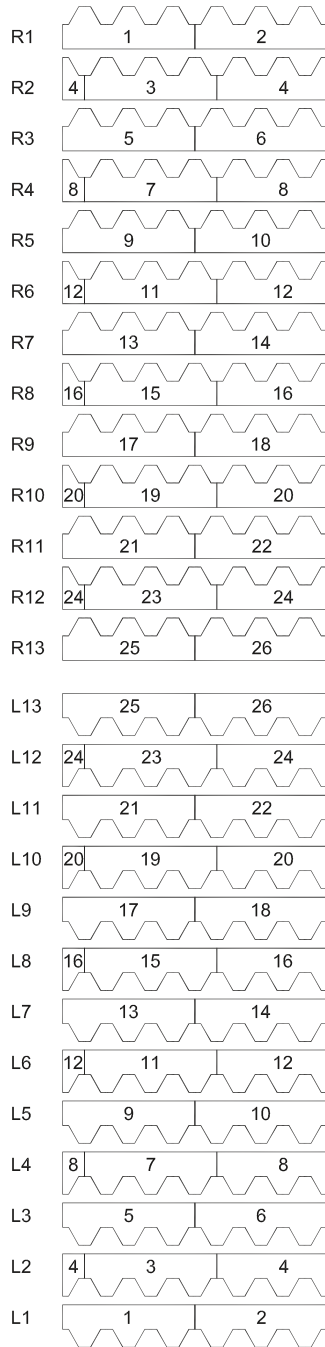 R1 1 2
R2 4 3 4
R3 5 6
R4 8 7 8
R5 9 10
R6 12 11 12
R7 13 14
R8 16 15 16
R9 17 18
R10 20 19 20
R11 21 22
R12 24 23 24
R13 25 26
L13 25 26
L12 24 23 24
L11 21 22
L10 20 19 20
L9 17 18
L8 16 15 16
L7 13 14
L6 12 11 12
L5 9 10
L4 8 7 8
L3 5 6
L2 4 3 4
L1 1 2